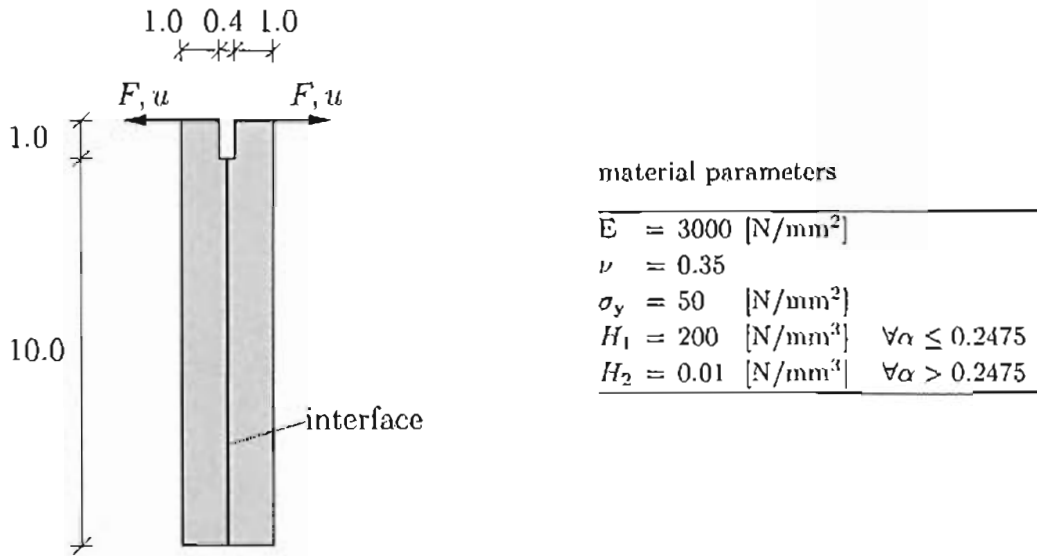 1.0 0.4 1.0
F, u F, u
1.0
10.0
interface
material parameters
E = 3000 [N/mm²]
ν = 0.35
σy = 50 [N/mm²]
H1 = 200 [N/mm³] ∀α ≤ 0.2475
H2 = 0.01 [N/mm³] ∀α > 0.2475